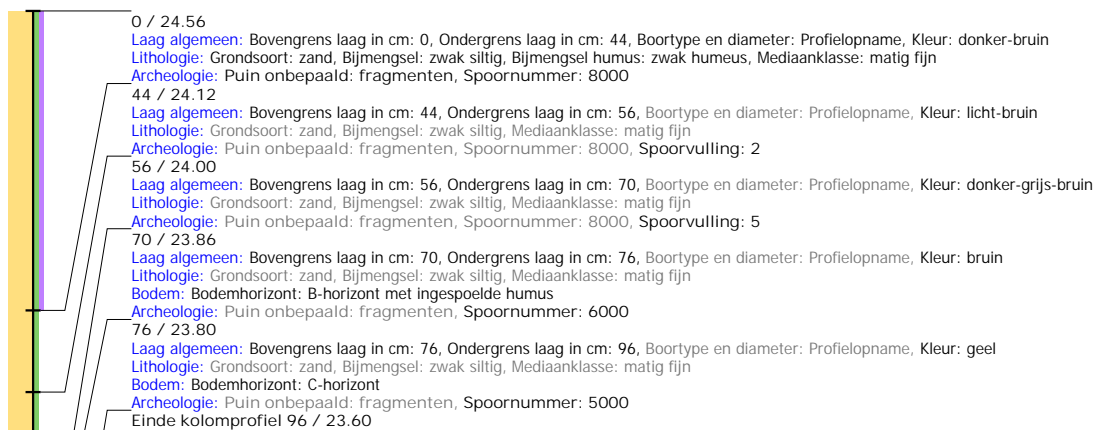 0 / 24.56
Laag algemeen: Bovengrens laag in cm: 0, Ondergrens laag in cm: 44, Boortype en diameter: Profielopname, Kleur: donker-bruin
Lithologie: Grondsoort: zand, Bijmengsel: zwak siltig, Bijmengsel humus: zwak humeus, Mediaanklasse: matig fijn
Archeologie: Puin onbepaald: fragmenten, Spoornummer: 8000
44 / 24.12
Laag algemeen: Bovengrens laag in cm: 44, Ondergrens laag in cm: 56, Boortype en diameter: Profielopname, Kleur: licht-bruin
Lithologie: Grondsoort: zand, Bijmengsel: zwak siltig, Mediaanklasse: matig fijn
Archeologie: Puin onbepaald: fragmenten, Spoornummer: 8000, Spoorvulling: 2
56 / 24.00
Laag algemeen: Bovengrens laag in cm: 56, Ondergrens laag in cm: 70, Boortype en diameter: Profielopname, Kleur: donker-grijs-bruin
Lithologie: Grondsoort: zand, Bijmengsel: zwak siltig, Mediaanklasse: matig fijn
Archeologie: Puin onbepaald: fragmenten, Spoornummer: 8000, Spoorvulling: 5
70 / 23.86
Laag algemeen: Bovengrens laag in cm: 70, Ondergrens laag in cm: 76, Boortype en diameter: Profielopname, Kleur: bruin
Lithologie: Grondsoort: zand, Bijmengsel: zwak siltig, Mediaanklasse: matig fijn
Bodem: Bodemhorizont: B-horizont met ingespoelde humus
Archeologie: Puin onbepaald: fragmenten, Spoornummer: 6000
76 / 23.80
Laag algemeen: Bovengrens laag in cm: 76, Ondergrens laag in cm: 96, Boortype en diameter: Profielopname, Kleur: geel
Lithologie: Grondsoort: zand, Bijmengsel: zwak siltig, Mediaanklasse: matig fijn
Bodem: Bodemhorizont: C-horizont
Archeologie: Puin onbepaald: fragmenten, Spoornummer: 5000
Einde kolomprofiel 96 / 23.60